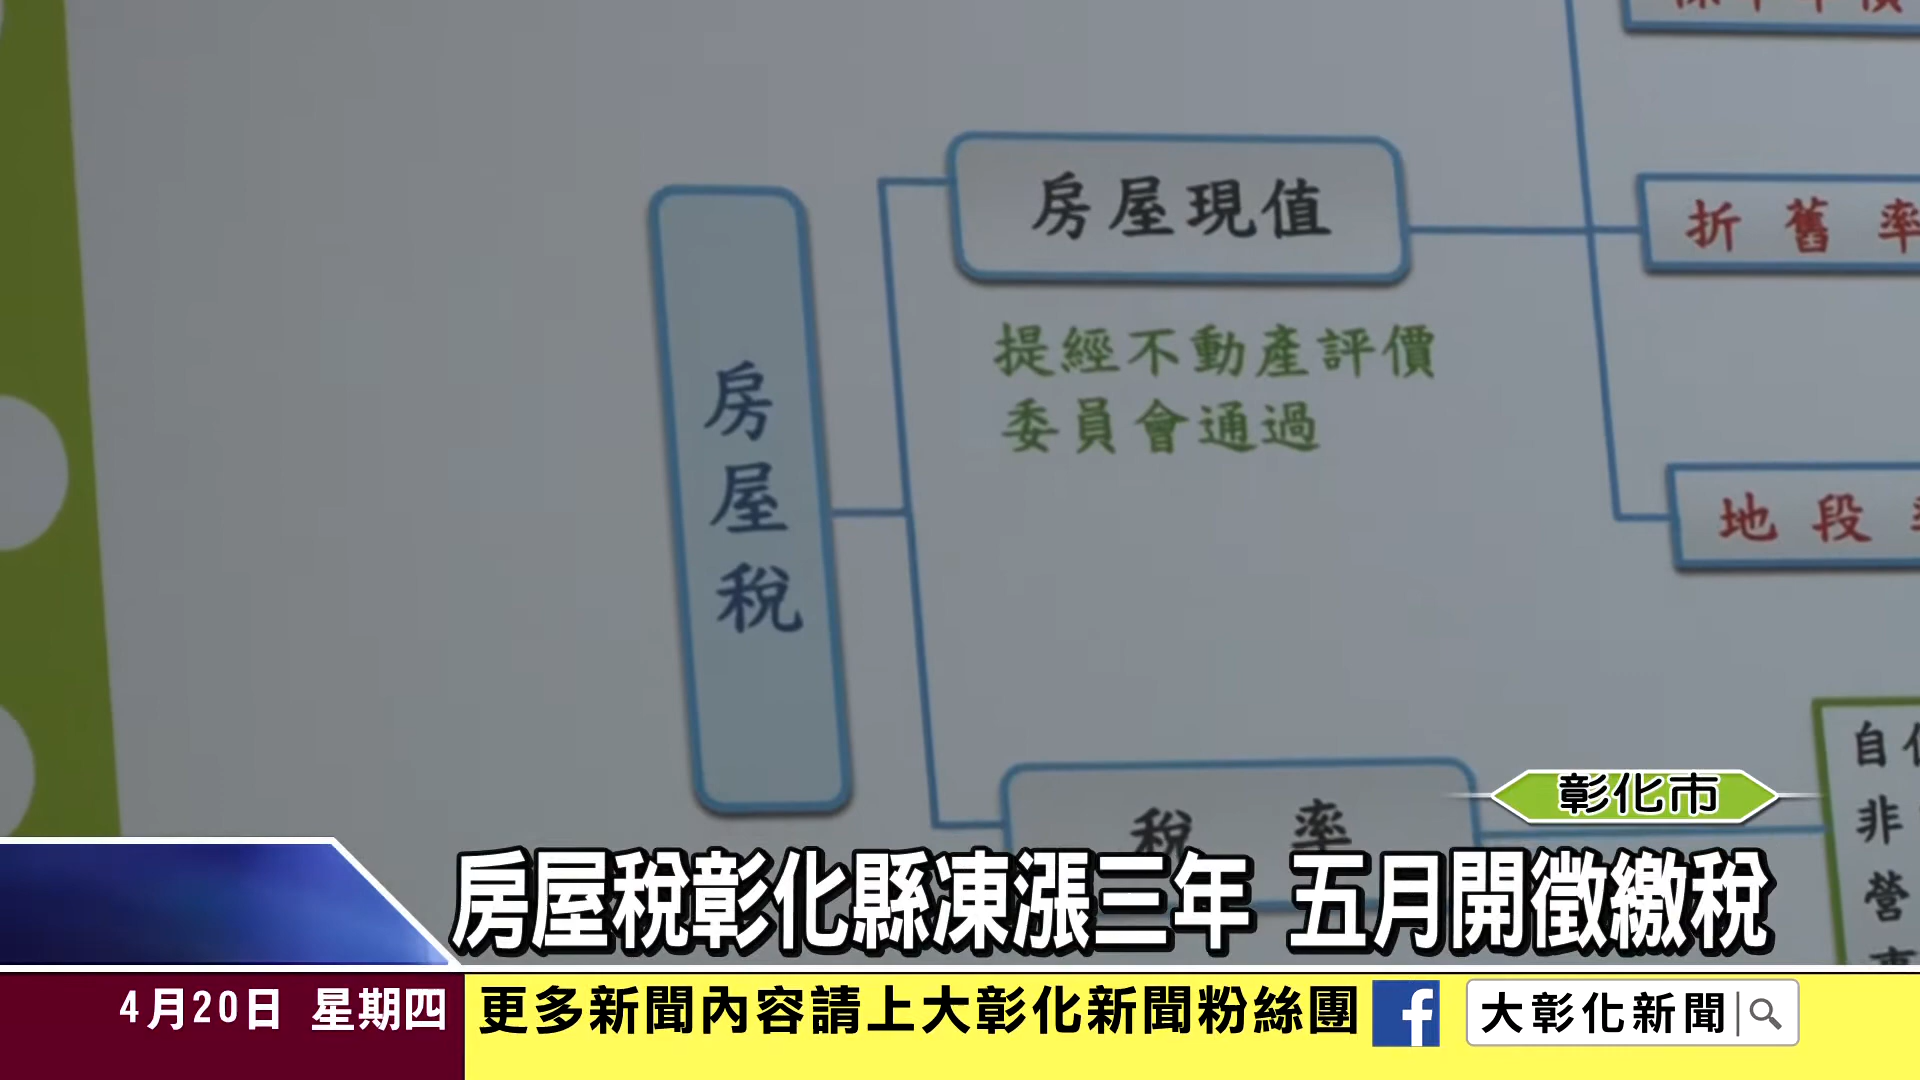 房屋現值
折舊率
提經不動產評價
委員會通過
房屋稅
地段
稅率
自
非
營
彰化市
房屋稅彰化縣凍漲三年 五月開徵繳稅
4月20日 星期四
更多新聞內容請上大彰化新聞粉絲團
大彰化新聞